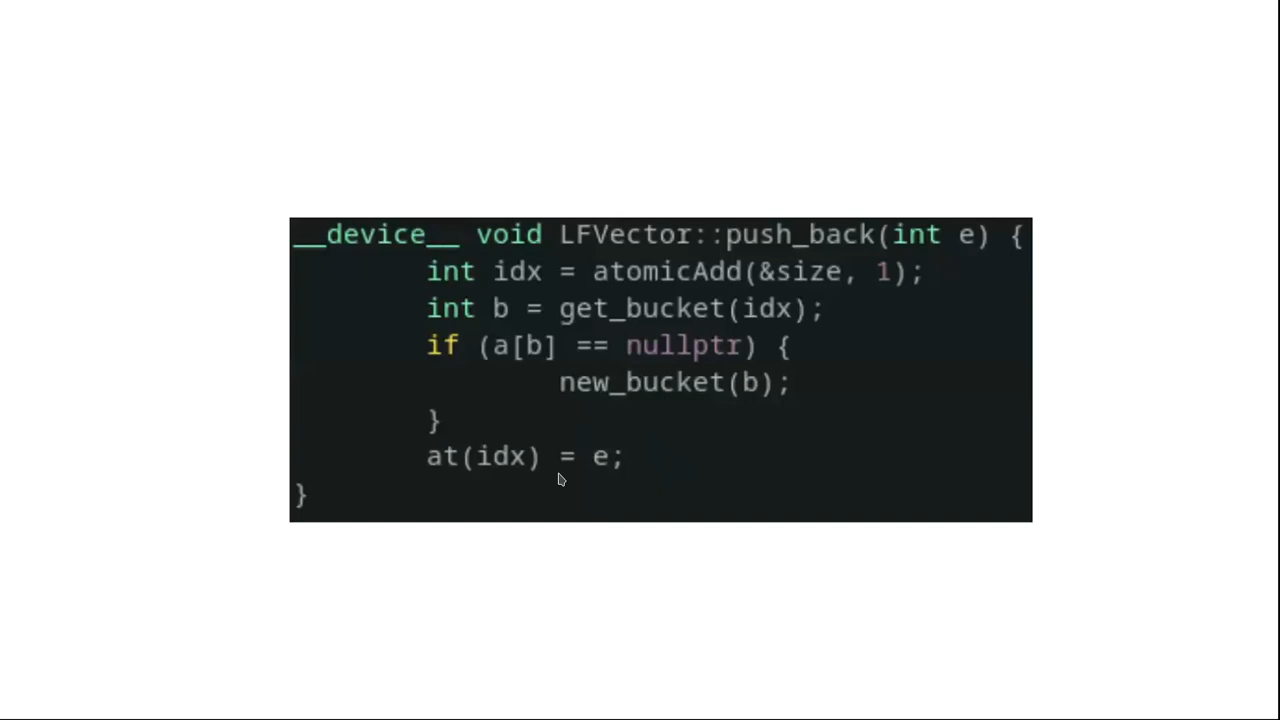 __device__ void LFVector::push_back(int e) {
        int idx = atomicAdd(&size, 1);
        int b = get_bucket(idx);
        if (a[b] == nullptr) {
                new_bucket(b);
        }
        at(idx) = e;
}